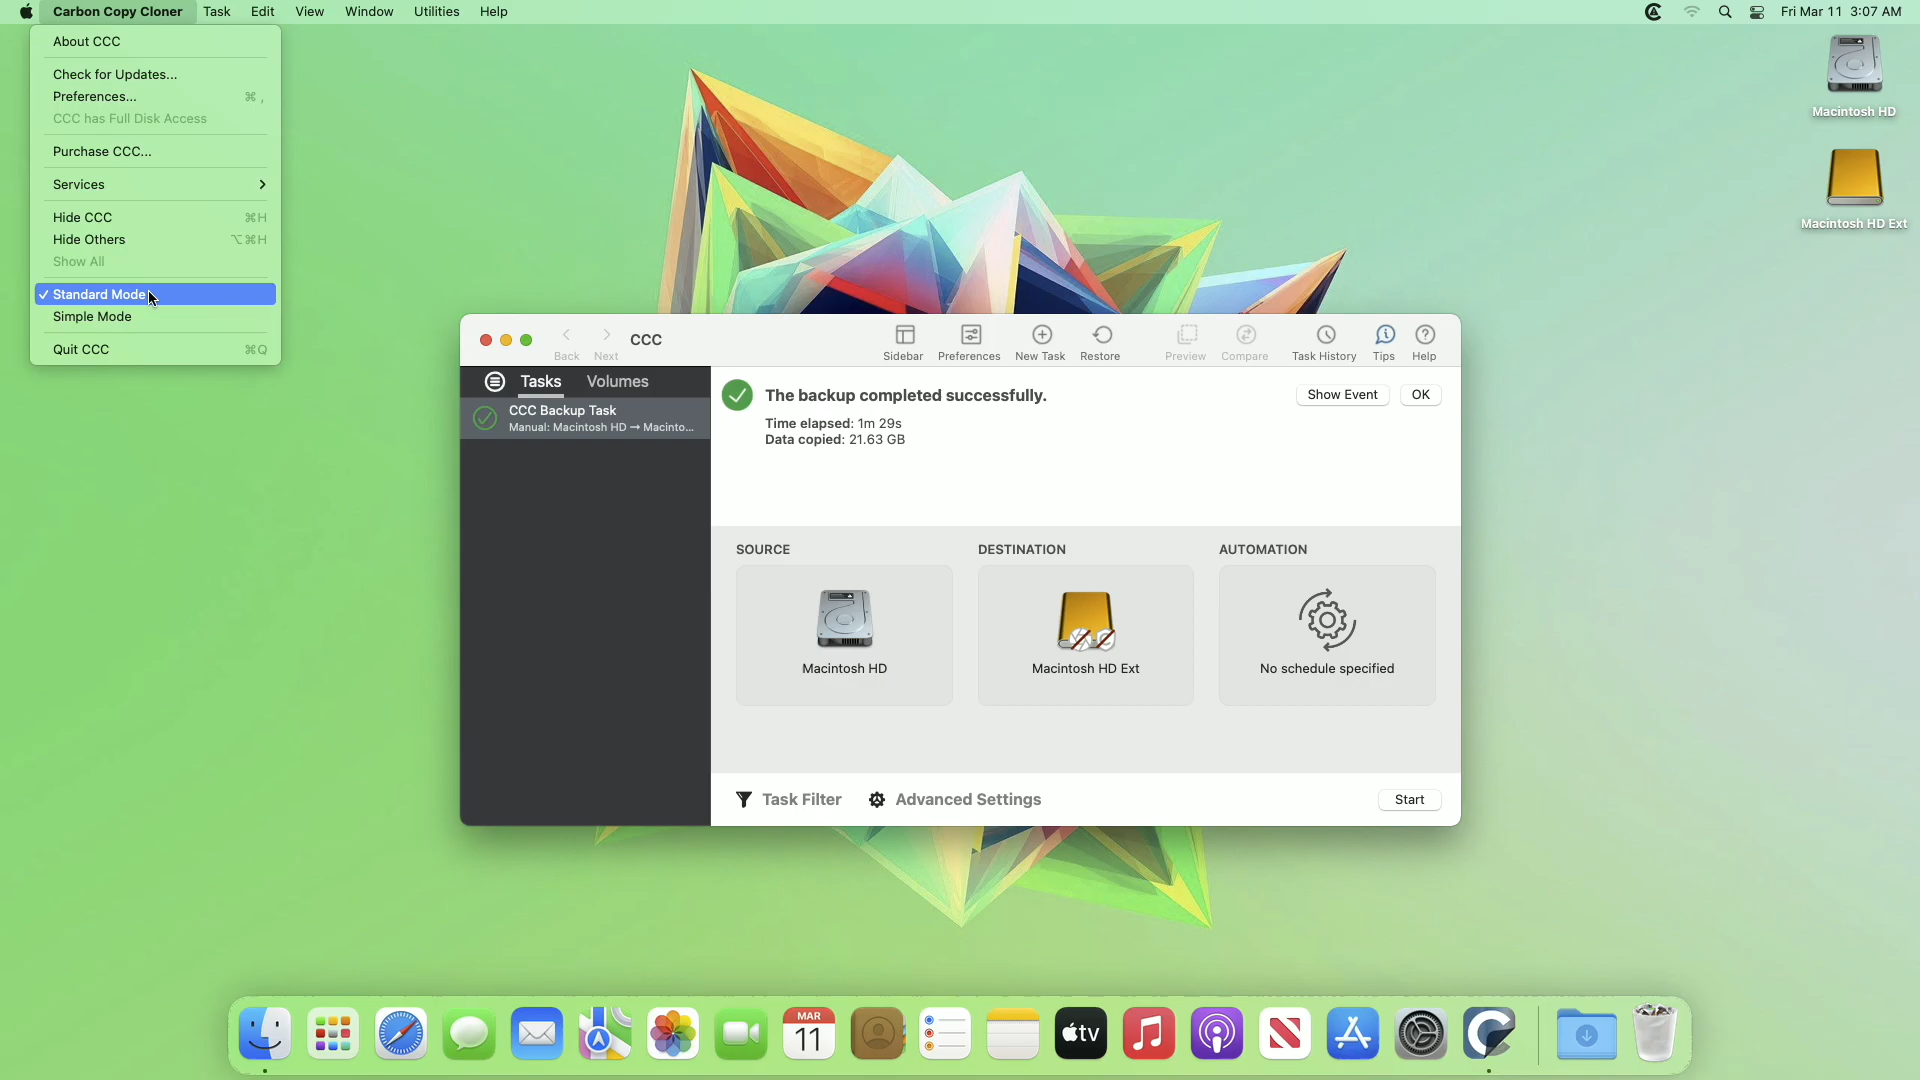 Carbon Copy Cloner Task Edit View Window Utilities Help
Fri Mar 11 3:07 AM
About CCC
Check for Updates...
Preferences... ⌘ ,
CCC has Full Disk Access
Purchase CCC...
Services
Hide CCC ⌘H
Hide Others ⌥⌘H
Show All
✓ Standard Mode
Simple Mode
Quit CCC ⌘Q
Macintosh HD
Macintosh HD Ext
Back Next CCC Sidebar Preferences New Task Restore Preview Compare Task History Tips Help
Tasks Volumes
CCC Backup Task
Manual: Macintosh HD → Macinto...
The backup completed successfully.
Show Event OK
Time elapsed: 1m 29s
Data copied: 21.63 GB
SOURCE DESTINATION AUTOMATION
Macintosh HD Macintosh HD Ext No schedule specified
Task Filter Advanced Settings Start
MAR
11
tv